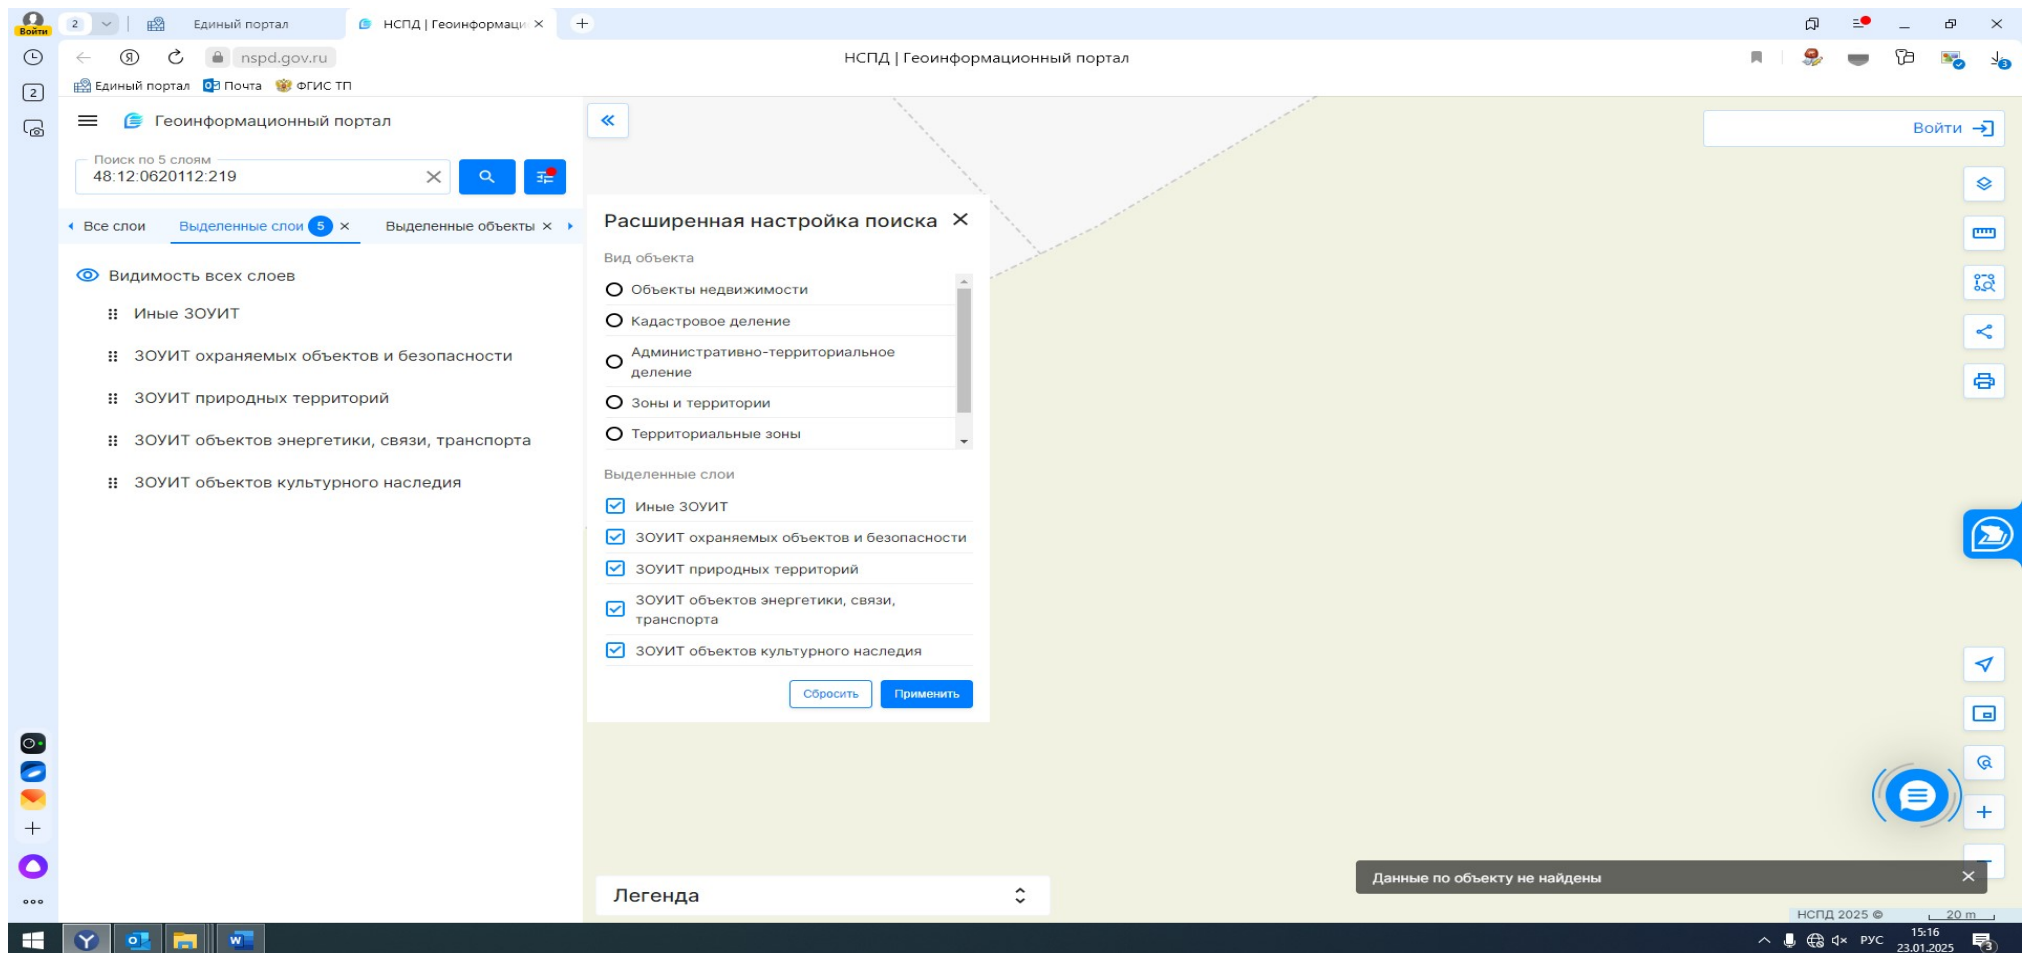 2
Единый портал
НСПД | Геоинформаци
Войти
nspd.gov.ru
НСПД | Геоинформационный портал
3
Единый портал
Почта
ФГИС ТП
2
Геоинформационный портал
Войти
Поиск по 5 слоям
48:12:0620112:219
Все слои
Выделенные слои 5
Выделенные объекты
Видимость всех слоев
Иные ЗОУИТ
ЗОУИТ охраняемых объектов и безопасности
ЗОУИТ природных территорий
ЗОУИТ объектов энергетики, связи, транспорта
ЗОУИТ объектов культурного наследия
Расширенная настройка поиска
Вид объекта
Объекты недвижимости
Кадастровое деление
Административно-территориальное
деление
Зоны и территории
Территориальные зоны
Выделенные слои
Иные ЗОУИТ
ЗОУИТ охраняемых объектов и безопасности
ЗОУИТ природных территорий
ЗОУИТ объектов энергетики, связи,
транспорта
ЗОУИТ объектов культурного наследия
Сбросить
Применить
Легенда
Данные по объекту не найдены
НСПД 2025 ©
20 m
РУС
15:16
23.01.2025
3